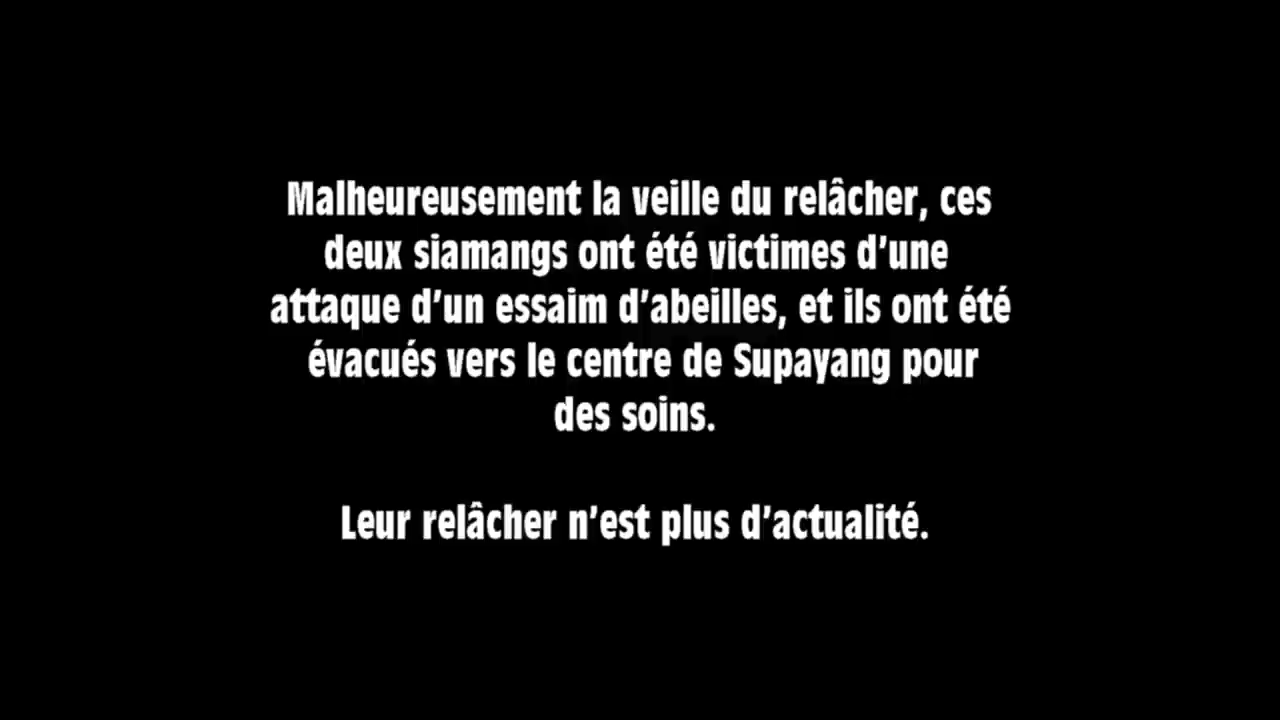 Malheureusement la veille du relâcher, ces
deux siamangs ont été victimes d’une
attaque d’un essaim d’abeilles, et ils ont été
évacués vers le centre de Supayang pour
des soins.
Leur relâcher n’est plus d’actualité.